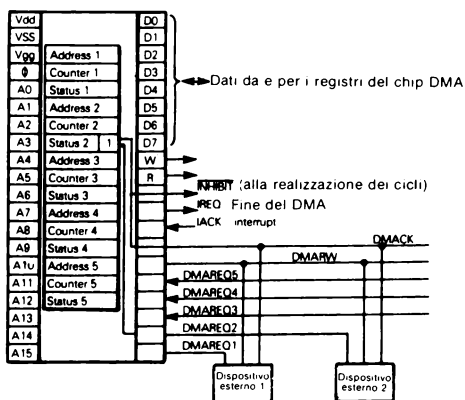 Vdd
VSS
Vgg
ϕ
A0
A1
A2
A3
A4
A5
A6
A7
A8
A9
A10
A11
A12
A13
A14
A15
Address 1
Counter 1
Status 1
Address 2
Counter 2
Status 2 1
Address 3
Counter 3
Status 3
Address 4
Counter 4
Status 4
Address 5
Counter 5
Status 5
D0
D1
D2
D3
D4
D5
D6
D7
W
R
Dati da e per i registri del chip DMA
INHIBIT (alla realizzazione dei cicli)
IREQ Fine del DMA
IACK interrupt
DMACK
DMARW
DMAREQ5
DMAREQ4
DMAREQ3
DMAREQ2
DMAREQ1
Dispositivo
esterno 1
Dispositivo
esterno 2